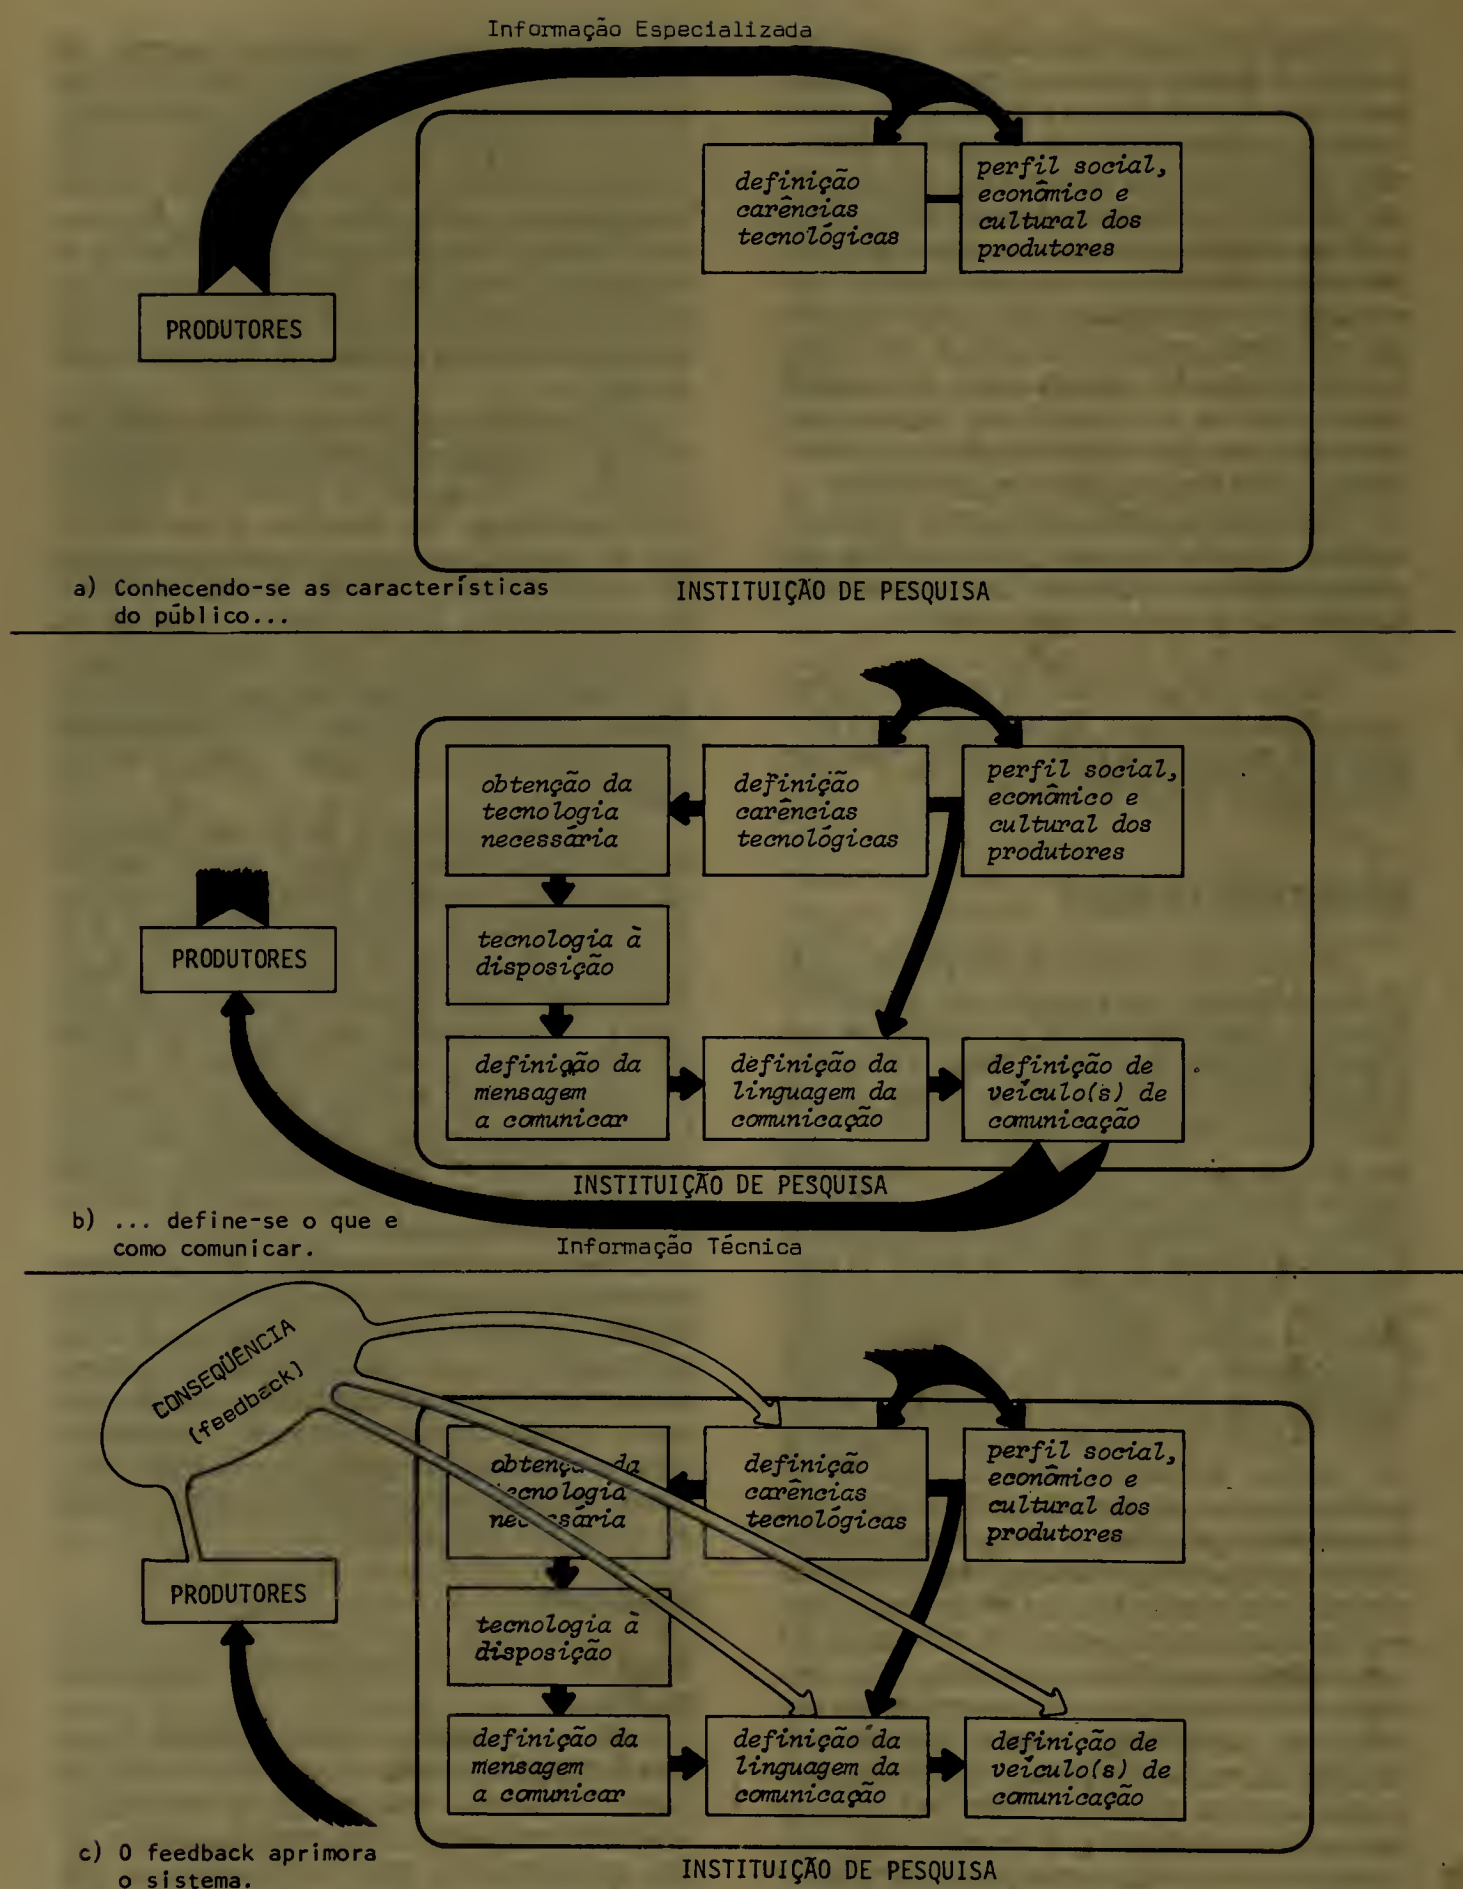 Informação Especializada
definição
carências
tecnológicas
perfil social,
econômico e
cultural dos
produtores
PRODUTORES
a) Conhecendo-se as características
do público...
INSTITUIÇÃO DE PESQUISA
obtenção da
tecnologia
necessária
definição
carências
tecnológicas
perfil social,
econômico e
cultural dos
produtores
tecnologia à
disposição
PRODUTORES
definição da
mensagem
a comunicar
definição da
linguagem da
comunicação
definição de
veículo(s) de
comunicação
INSTITUIÇÃO DE PESQUISA
b) ... define-se o que e
como comunicar.
Informação Técnica
CONSEQÜÊNCIA
(feedback)
obtenção da
tecnologia
necessária
definição
carências
tecnológicas
perfil social,
econômico e
cultural dos
produtores
PRODUTORES
tecnologia à
disposição
definição da
mensagem
a comunicar
definição da
linguagem da
comunicação
definição de
veículo(s) de
comunicação
c) O feedback aprimora
o sistema.
INSTITUIÇÃO DE PESQUISA